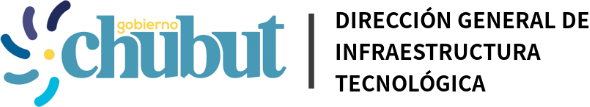 gobierno
chubut
DIRECCIÓN GENERAL DE
INFRAESTRUCTURA
TECNOLÓGICA